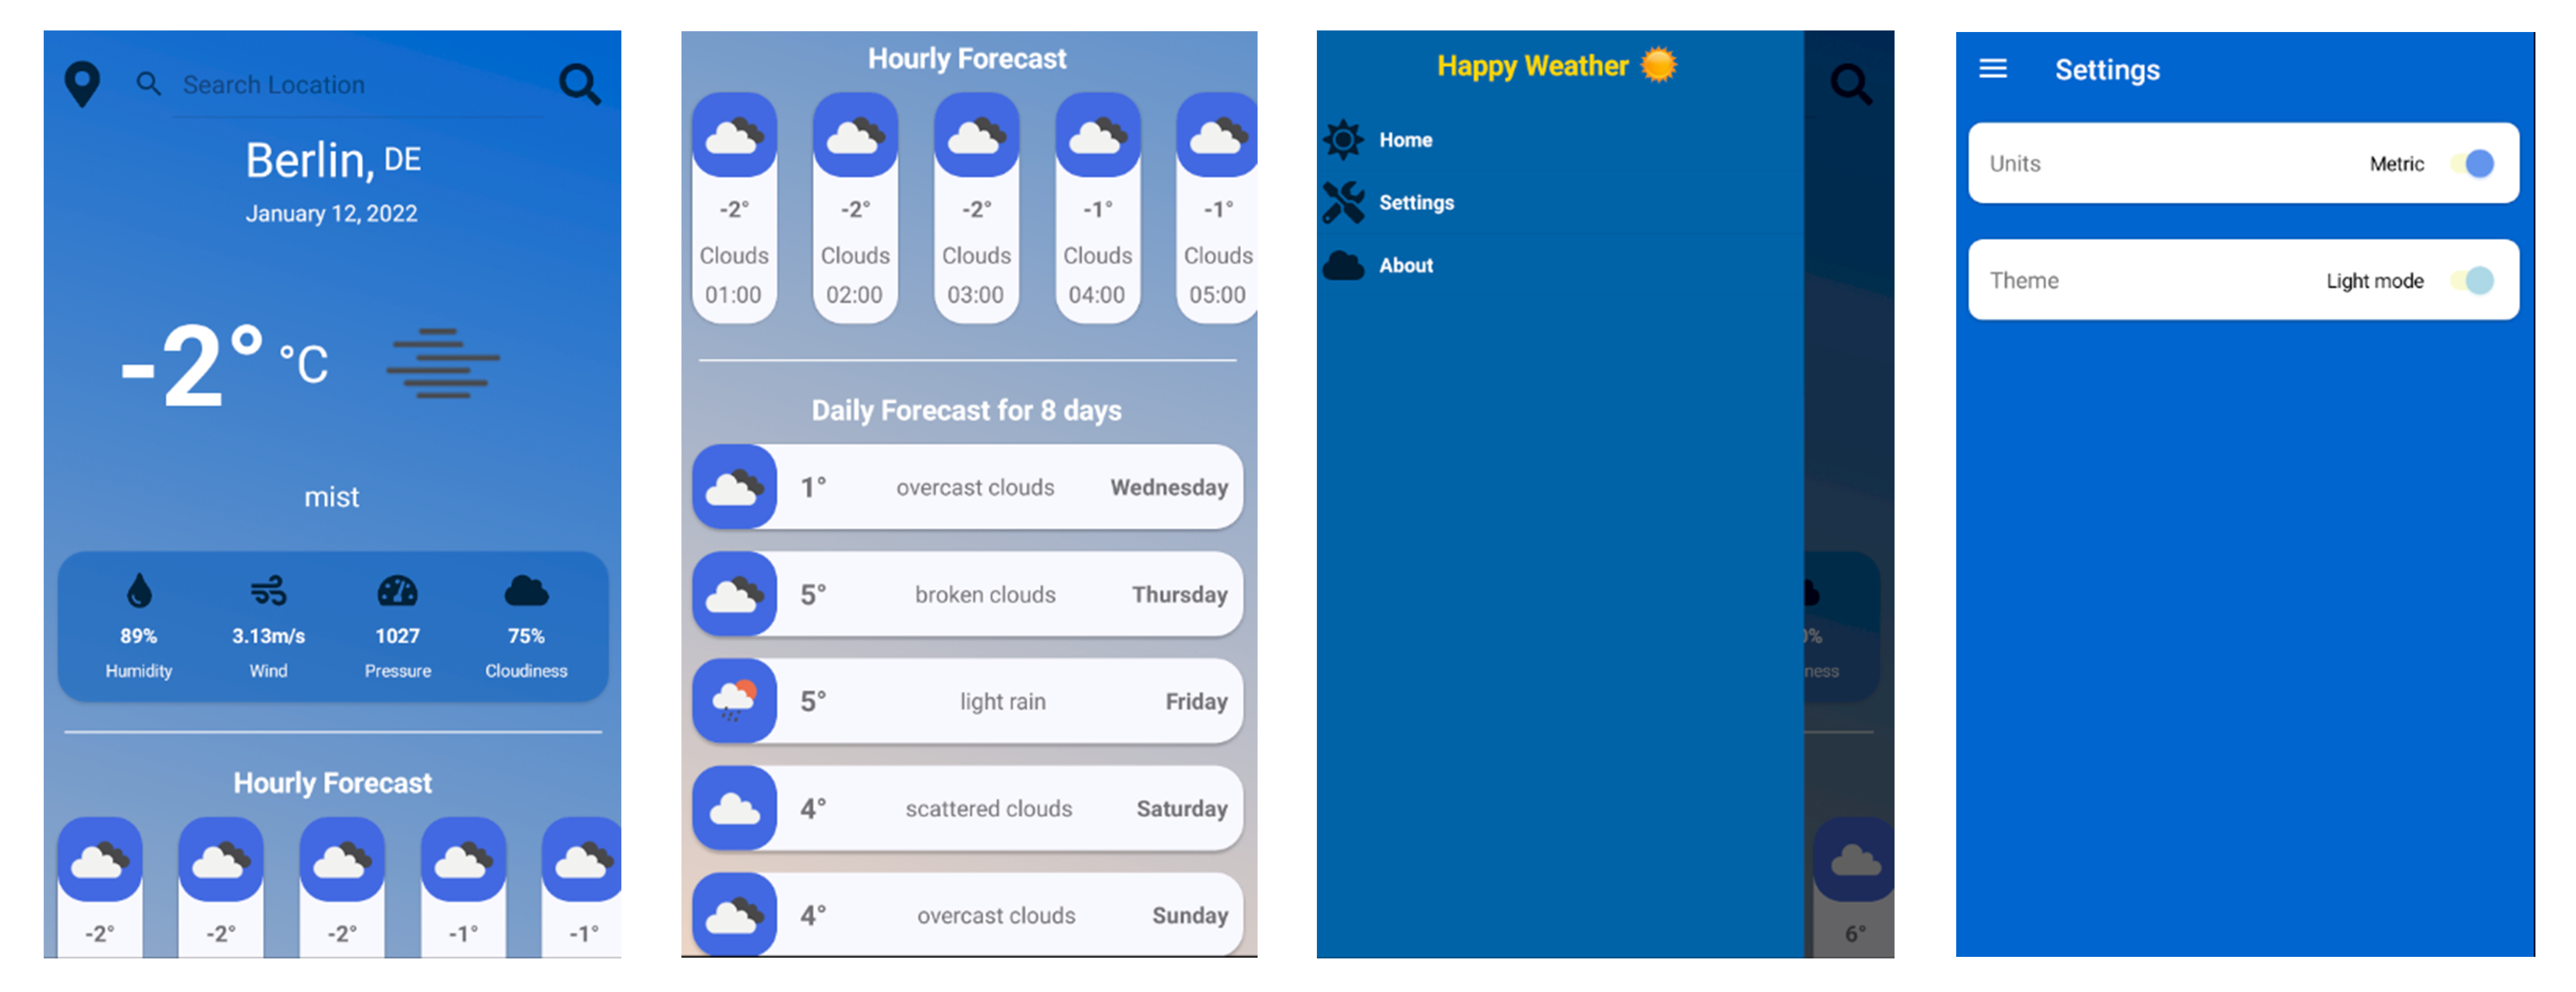 Search Location
Berlin, DE
January 12, 2022
-2° °C
mist
89% 3.13m/s 1027 75%
Humidity Wind Pressure Cloudiness
Hourly Forecast
-2° -2° -2° -1° -1°
Hourly Forecast
-2° -2° -2° -1° -1°
Clouds Clouds Clouds Clouds Clouds
01:00 02:00 03:00 04:00 05:00
Daily Forecast for 8 days
1° overcast clouds Wednesday
5° broken clouds Thursday
5° light rain Friday
4° scattered clouds Saturday
4° overcast clouds Sunday
Happy Weather
Home
Settings
About
%
ness
6°
Settings
Units Metric
Theme Light mode